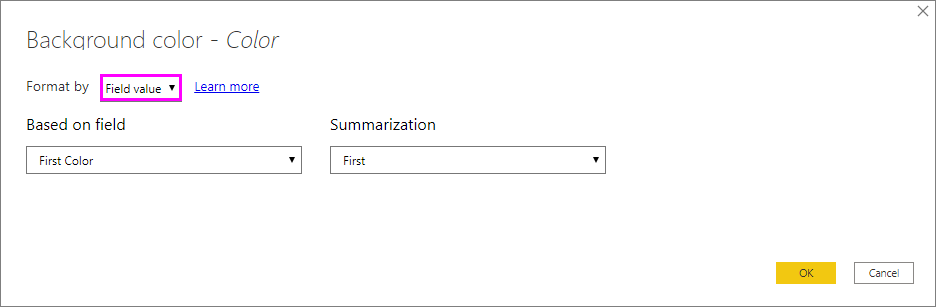 Background color - Color
Format by Field value Learn more
Based on field Summarization
First Color First
OK Cancel